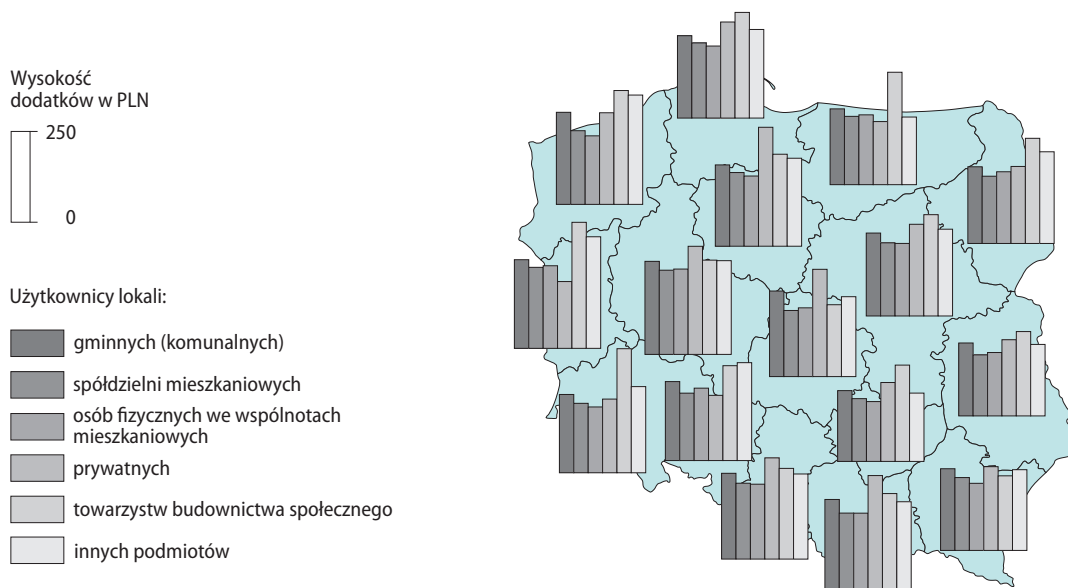 Wysokość
dodatków w PLN
250
0
Użytkownicy lokali:
gminnych (komunalnych)
spółdzielni mieszkaniowych
osób fizycznych we wspólnotach
mieszkaniowych
prywatnych
towarzystw budownictwa społecznego
innych podmiotów